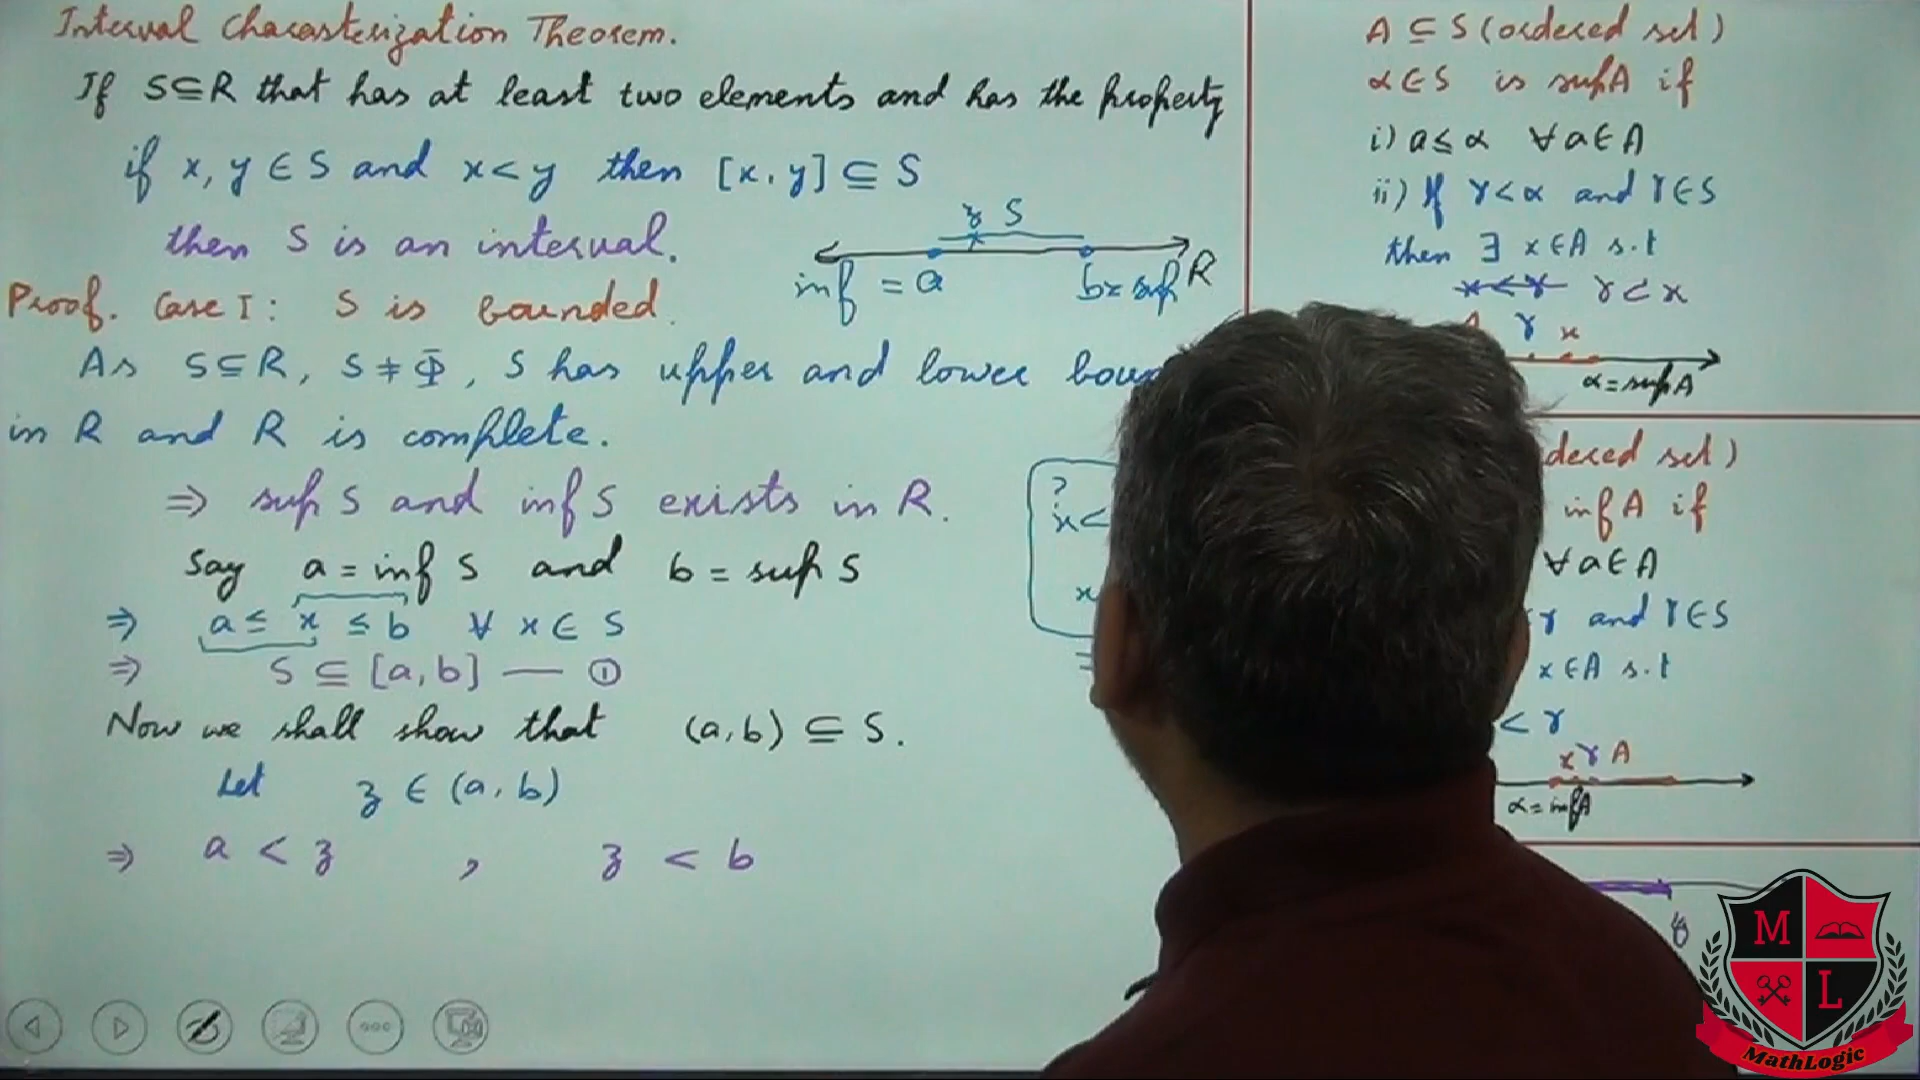 Interval Characterization Theorem.
If S⊆R that has at least two elements and has the property
if x, y ∈ S and x<y then [x, y] ⊆ S
then S is an interval.
z S
inf = a
b = sup R
Proof. Case I: S is bounded.
As S⊆R, S≠Φ, S has upper and lower
in R and R is complete.
⇒ sup S and inf S exists in R.
Say a = inf S and b = sup S
⇒ a ≤ x ≤ b ∀ x ∈ S
⇒ S ⊆ [a, b] — ①
Now we shall show that (a, b) ⊆ S.
Let z ∈ (a, b)
⇒ a < z , z < b
?
x <
x
A ⊆ S (ordered set)
α ∈ S is sup A if
i) a ≤ α ∀ a ∈ A
ii) If γ < α and γ ∈ S
then ∃ x ∈ A s.t
x < γ γ < x
γ x
α = sup A
set)
inf A if
∀ a ∈ A
γ and γ ∈ S
x ∈ A s.t
< γ
x γ A
α = inf A
M
L
MathLogic